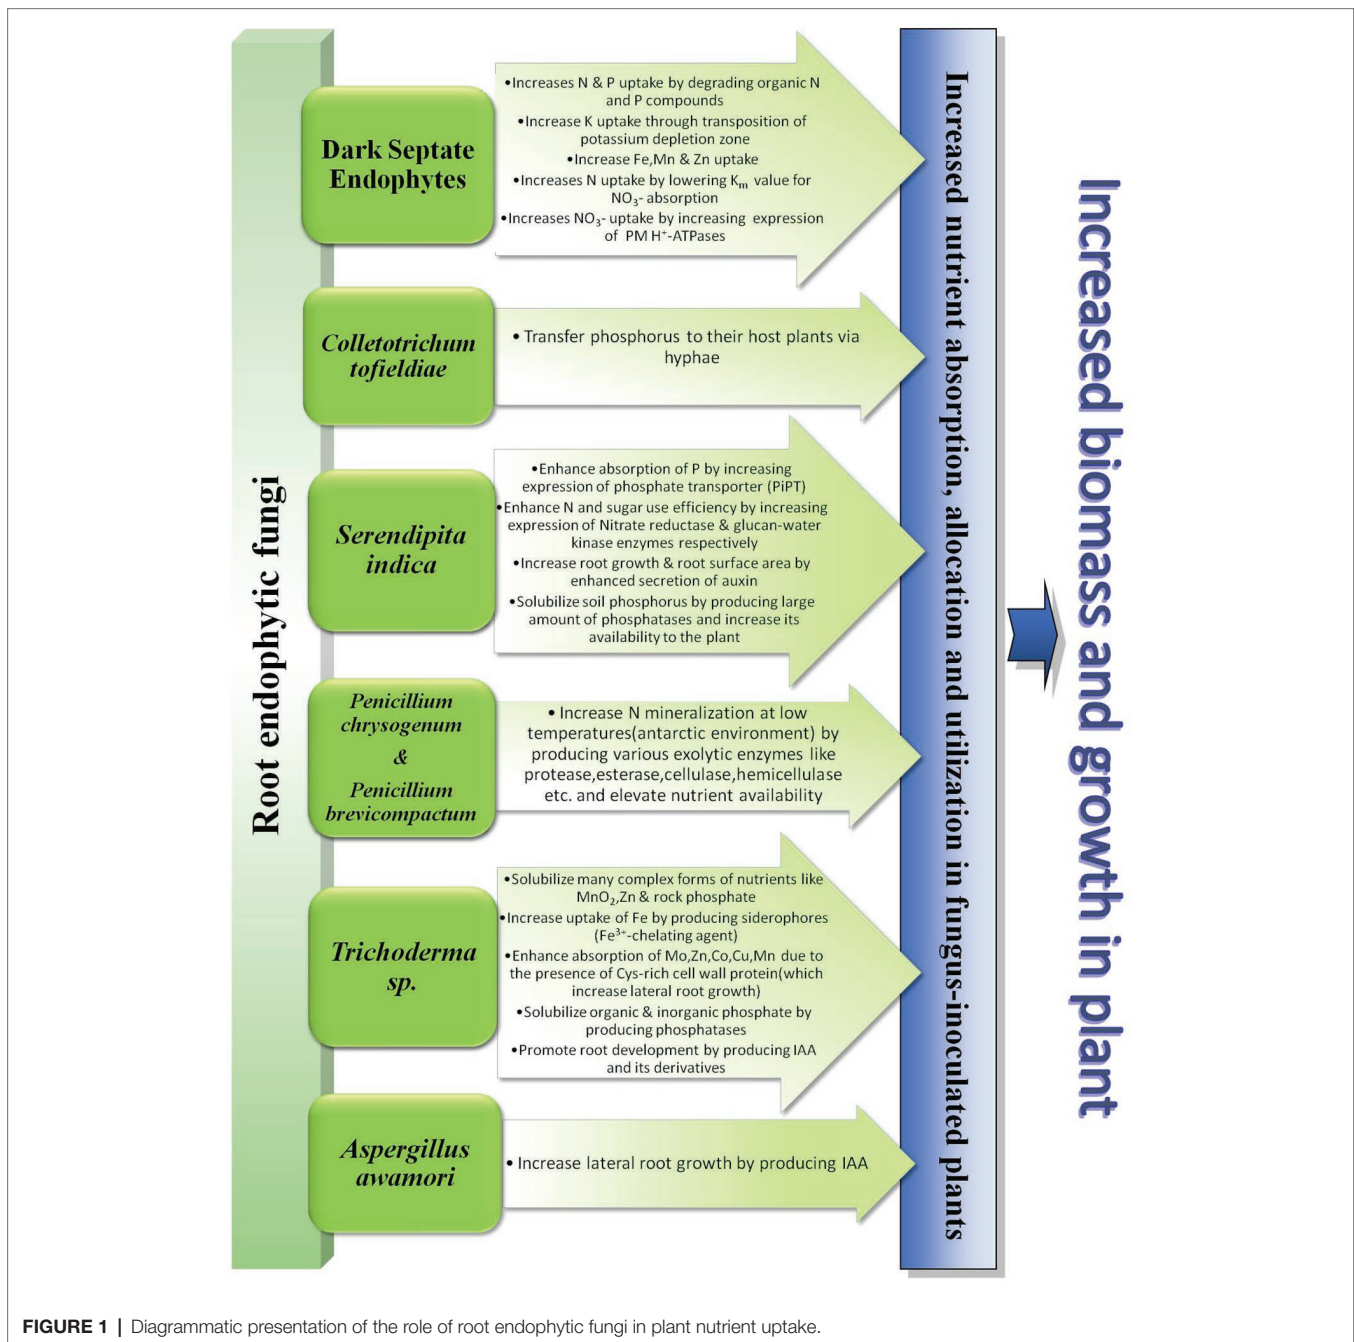 Root endophytic fungi
Dark Septate
Endophytes
•Increases N & P uptake by degrading organic N
and P compounds
•Increase K uptake through transposition of
potassium depletion zone
•Increase Fe,Mn & Zn uptake
•Increases N uptake by lowering Kₘ value for
NO₃- absorption
•Increases NO₃- uptake by increasing expression
of PM H⁺-ATPases
Colletotrichum
tofieldiae
• Transfer phosphorus to their host plants via
hyphae
Serendipita
indica
•Enhance absorption of P by increasing
expression of phosphate transporter (PiPT)
•Enhance N and sugar use efficiency by increasing
expression of Nitrate reductase & glucan-water
kinase enzymes respectively
•Increase root growth & root surface area by
enhanced secretion of auxin
•Solubilize soil phosphorus by producing large
amount of phosphatases and increase its
availability to the plant
Penicillium
chrysogenum
&
Penicillium
brevicompactum
• Increase N mineralization at low
temperatures(antarctic environment) by
producing various exolytic enzymes like
protease,esterase,cellulase,hemicellulase
etc. and elevate nutrient availability
Trichoderma
sp.
•Solubilize many complex forms of nutrients like
MnO₂,Zn & rock phosphate
•Increase uptake of Fe by producing siderophores
(Fe³⁺-chelating agent)
•Enhance absorption of Mo,Zn,Co,Cu,Mn due to
the presence of Cys-rich cell wall protein(which
increase lateral root growth)
•Solubilize organic & inorganic phosphate by
producing phosphatases
•Promote root development by producing IAA
and its derivatives
Aspergillus
awamori
• Increase lateral root growth by producing IAA
Increased nutrient absorption, allocation and utilization in fungus-inoculated plants
Increased biomass and growth in plant
FIGURE 1 | Diagrammatic presentation of the role of root endophytic fungi in plant nutrient uptake.